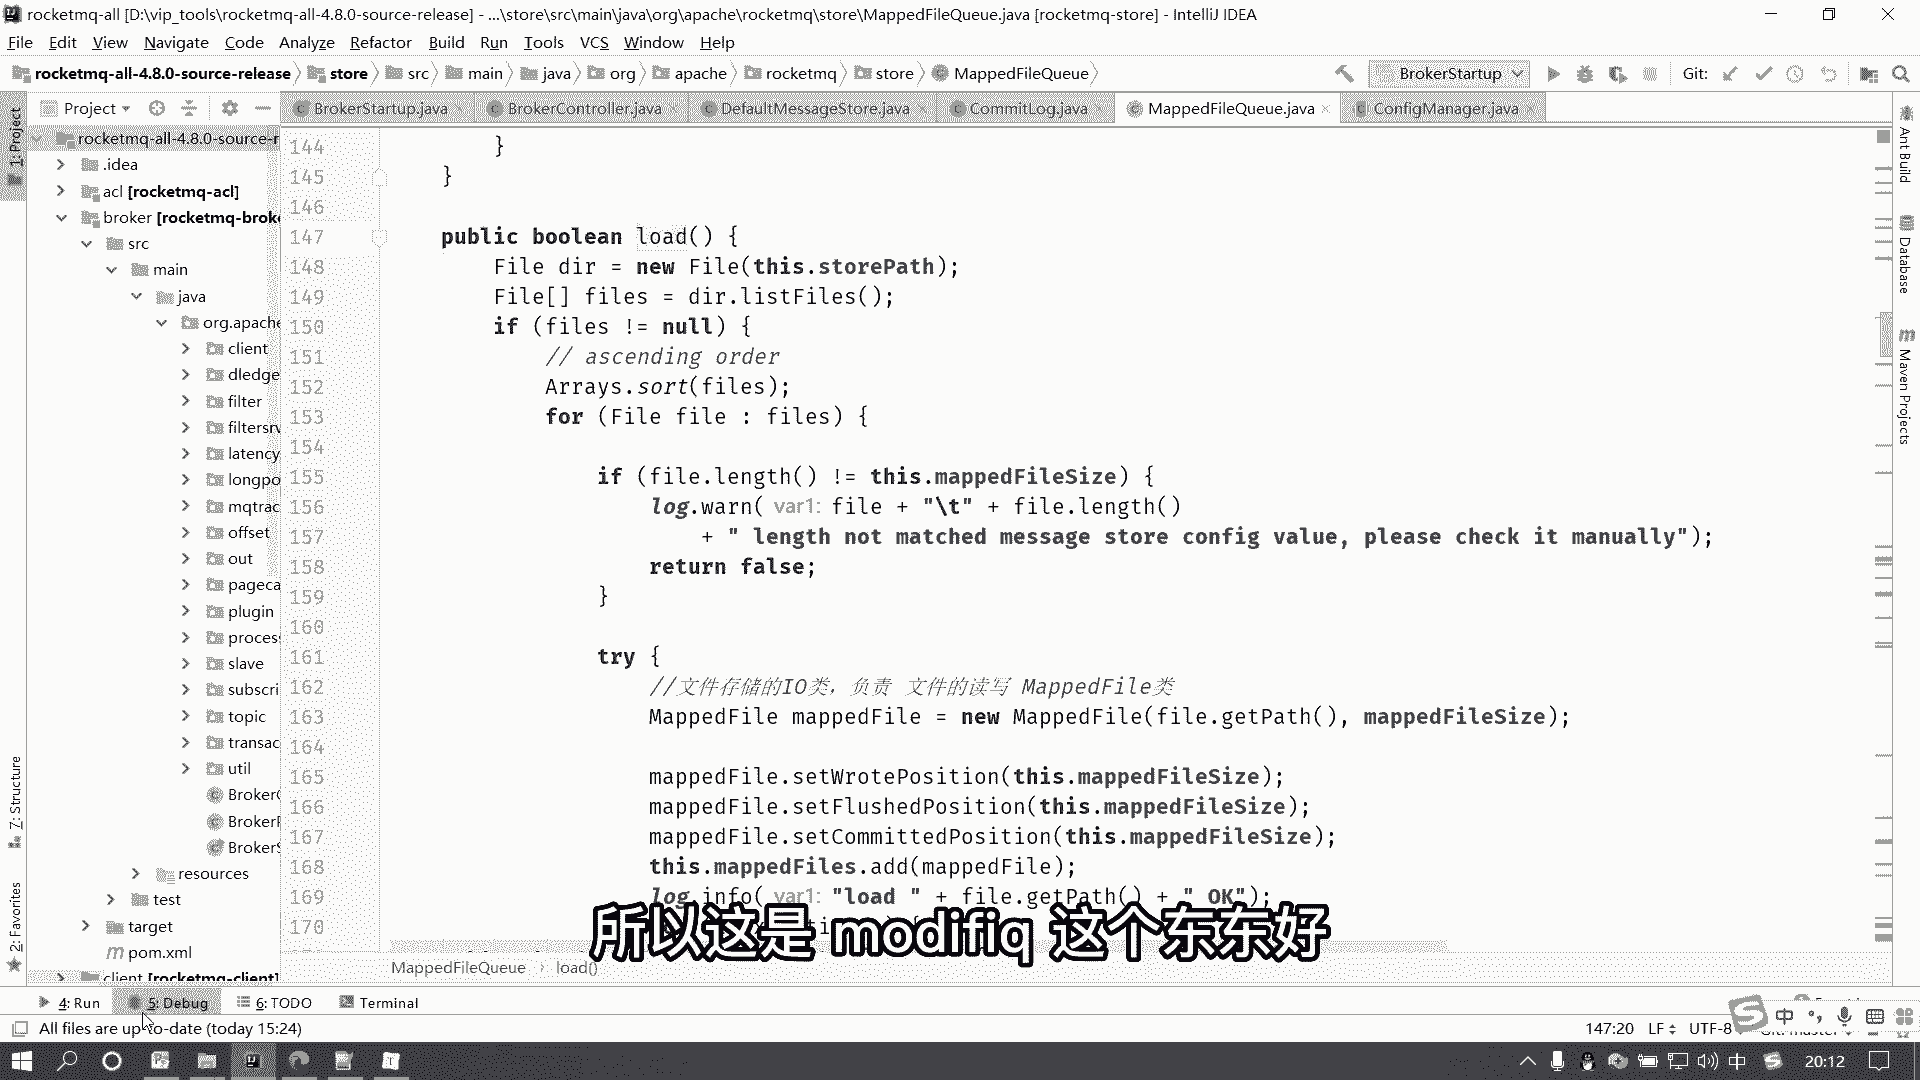 rocketmq-all [D:\vip_tools\rocketmq-all-4.8.0-source-release] - ...\store\src\main\java\org\apache\rocketmq\store\MappedFileQueue.java [rocketmq-store] - IntelliJ IDEA
File Edit View Navigate Code Analyze Refactor Build Run Tools VCS Window Help
rocketmq-all-4.8.0-source-release store src main java org apache rocketmq store MappedFileQueue BrokerStartup Git:
Project BrokerStartup.java BrokerController.java DefaultMessageStore.java CommitLog.java MappedFileQueue.java ConfigManager.java
1: Project
7: Structure
2: Favorites
Ant Build
Database
Maven Projects
rocketmq-all-4.8.0-source-r
.idea
acl [rocketmq-acl]
broker [rocketmq-broke
src
main
java
org.apache
client
dledge
filter
filtersrv
latency
longpo
mqtrac
offset
out
pageca
plugin
process
slave
subscri
topic
transac
util
Broker
Broker
Broker
resources
test
target
pom.xml
client [rocketmq-client]
144 }
145 }
146
147 public boolean load() {
148 File dir = new File(this.storePath);
149 File[] files = dir.listFiles();
150 if (files != null) {
151 // ascending order
152 Arrays.sort(files);
153 for (File file : files) {
154
155 if (file.length() != this.mappedFileSize) {
156 log.warn( var1: file + "\t" + file.length()
157 + " length not matched message store config value, please check it manually");
158 return false;
159 }
160
161 try {
162 //文件存储的IO类，负责 文件的读写 MappedFile类
163 MappedFile mappedFile = new MappedFile(file.getPath(), mappedFileSize);
164
165 mappedFile.setWrotePosition(this.mappedFileSize);
166 mappedFile.setFlushedPosition(this.mappedFileSize);
167 mappedFile.setCommittedPosition(this.mappedFileSize);
168 this.mappedFiles.add(mappedFile);
169 log.info( var1: "load " + file.getPath() + " OK");
170
所以这是 modifiq 这个东东好
MappedFileQueue load()
4: Run 5: Debug 6: TODO Terminal
All files are up-to-date (today 15:24) 147:20 LF UTF-8
中
中 20:12